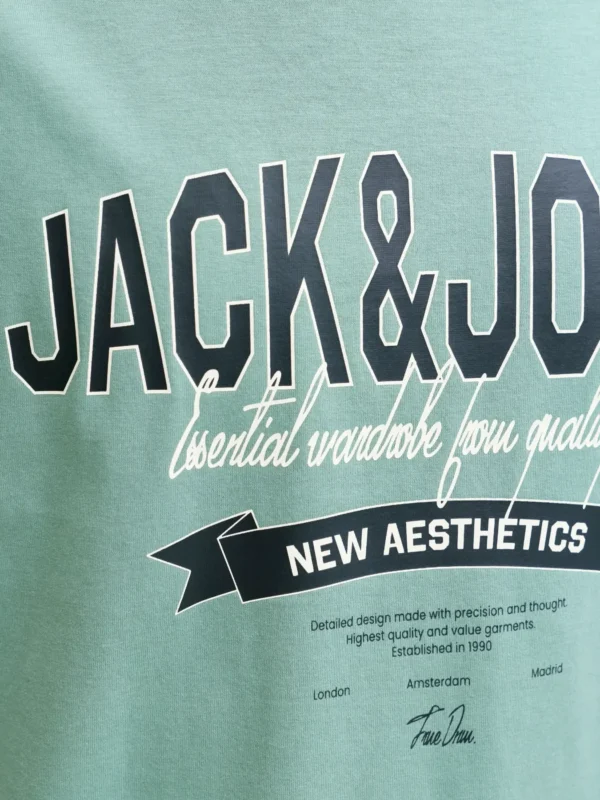 JACK&JO
Essential wardrobe from quality
NEW AESTHETICS
Detailed design made with precision and thought.
Highest quality and value garments.
Established in 1990
London Amsterdam Madrid